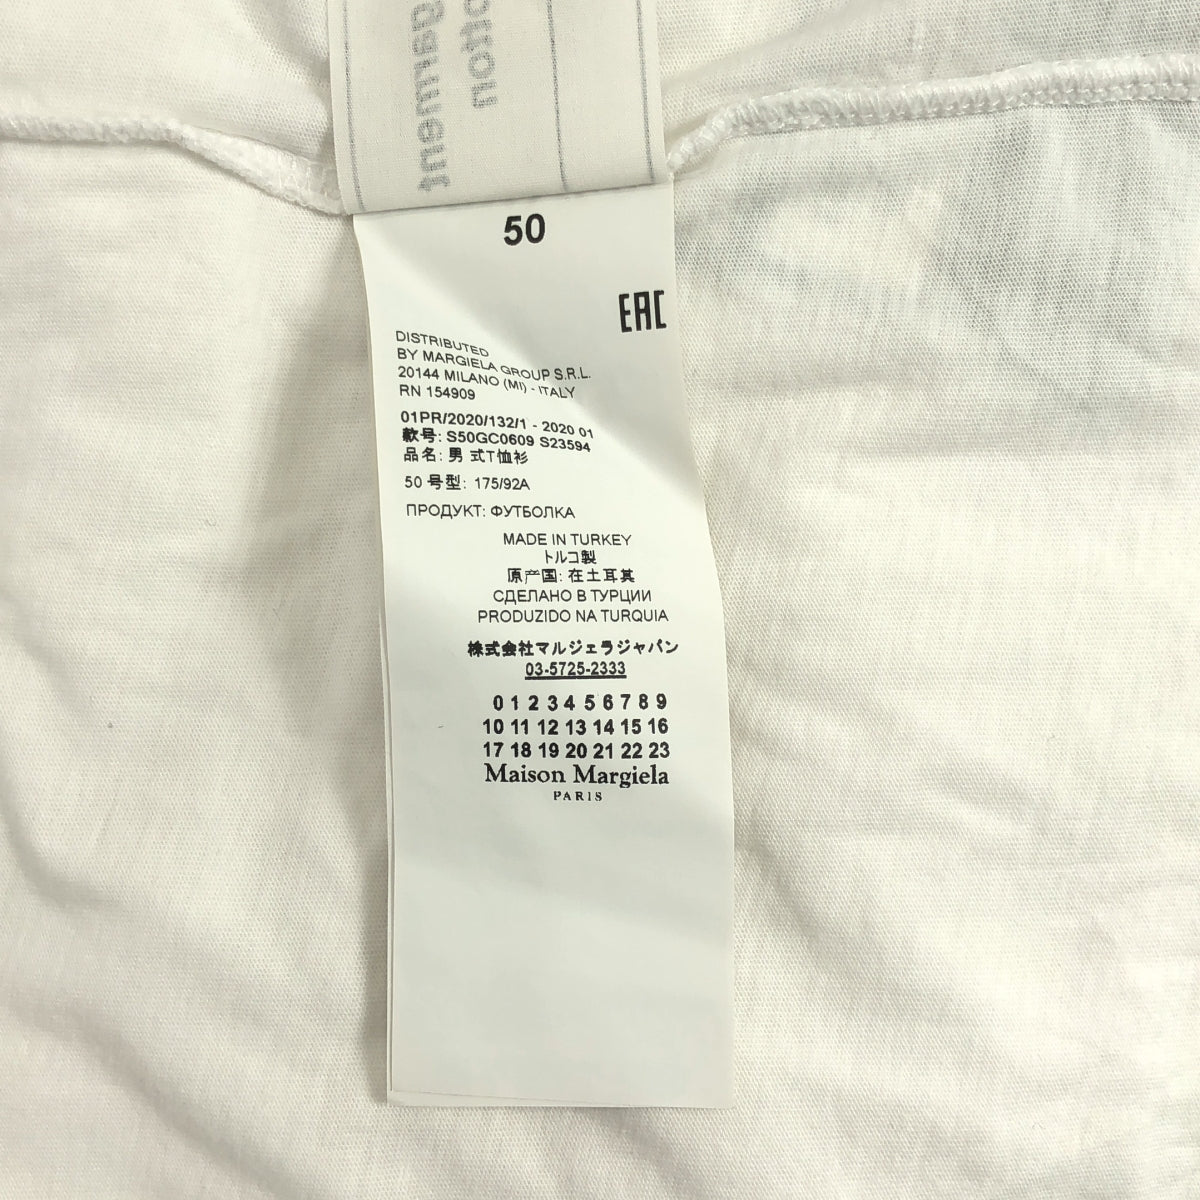 otton
garment
50
EAC
DISTRIBUTED
BY MARGIELA GROUP S.R.L.
20144 MILANO (MI) - ITALY
RN 154909
01PR/2020/132/1 - 2020 01
款号: S50GC0609 S23594
品名: 男 式T恤衫
50 号型: 175/92A
ПРОДУКТ: ФУТБОЛКА
MADE IN TURKEY
トルコ製
原产国: 在土耳其
СДЕЛАНО В ТУРЦИИ
PRODUZIDO NA TURQUIA
株式会社マルジェラジャパン
03-5725-2333
0 1 2 3 4 5 6 7 8 9
10 11 12 13 14 15 16
17 18 19 20 21 22 23
Maison Margiela
PARIS